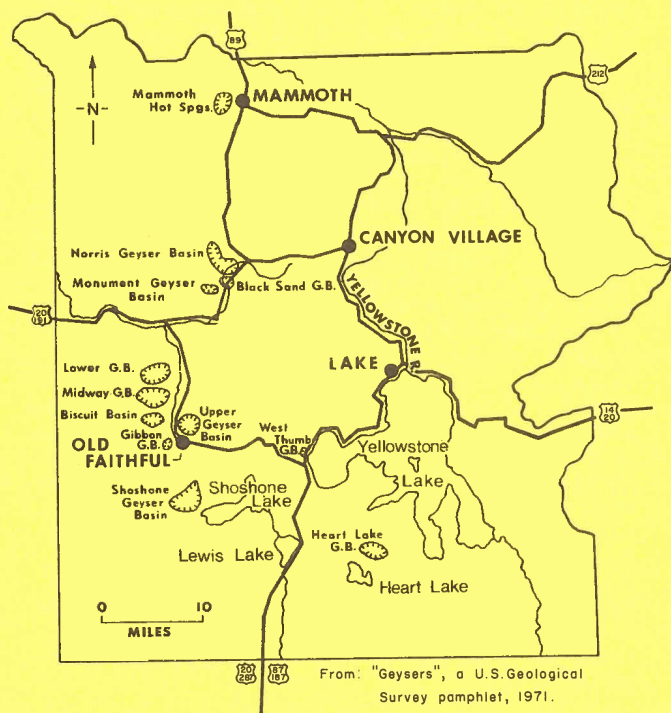 89
212
Mammoth
Hot Spgs.
MAMMOTH
-N-
CANYON VILLAGE
Norris Geyser Basin
Monument Geyser
Basin
Black Sand G.B.
YELLOWSTONE R.
20
191
LAKE
Lower G.B.
Midway G.B.
Biscuit Basin
Gibbon
G.B.
Upper
Geyser
Basin
OLD
FAITHFUL
West
Thumb
G.B.
14
20
Yellowstone
Lake
Shoshone
Geyser
Basin
Shoshone
Lake
Lewis Lake
Heart Lake
G.B.
Heart Lake
0 10
MILES
20
287
87
187
From: "Geysers", a U.S.Geological
Survey pamphlet, 1971.